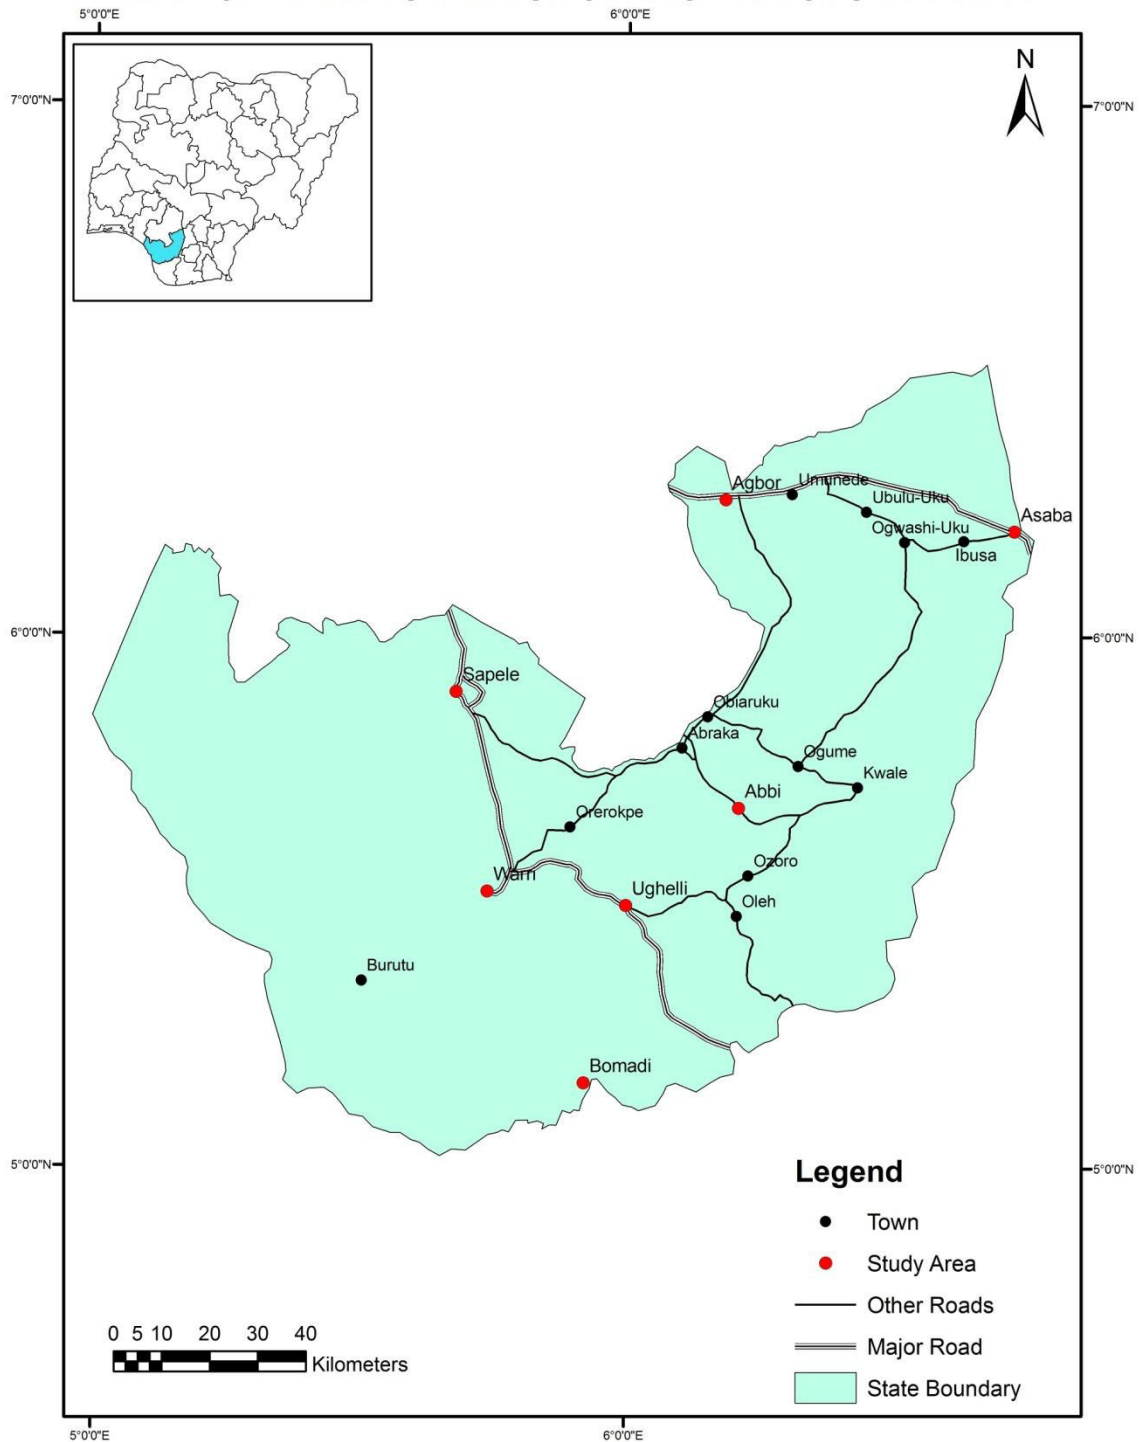 5°0'0"E
6°0'0"E
N
7°0'0"N
7°0'0"N
Agbor
Umunede
Ubulu-Uku
Asaba
Ogwashi-Uku
Ibusa
6°0'0"N
6°0'0"N
Sapele
Obiaruku
Abraka
Ogume
Kwale
Abbi
Orerokpe
Ozoro
Warri
Ughelli
Oleh
Burutu
Bomadi
5°0'0"N
5°0'0"N
Legend
Town
Study Area
Other Roads
Major Road
State Boundary
0 5 10 20 30 40
Kilometers
5°0'0"E
6°0'0"E